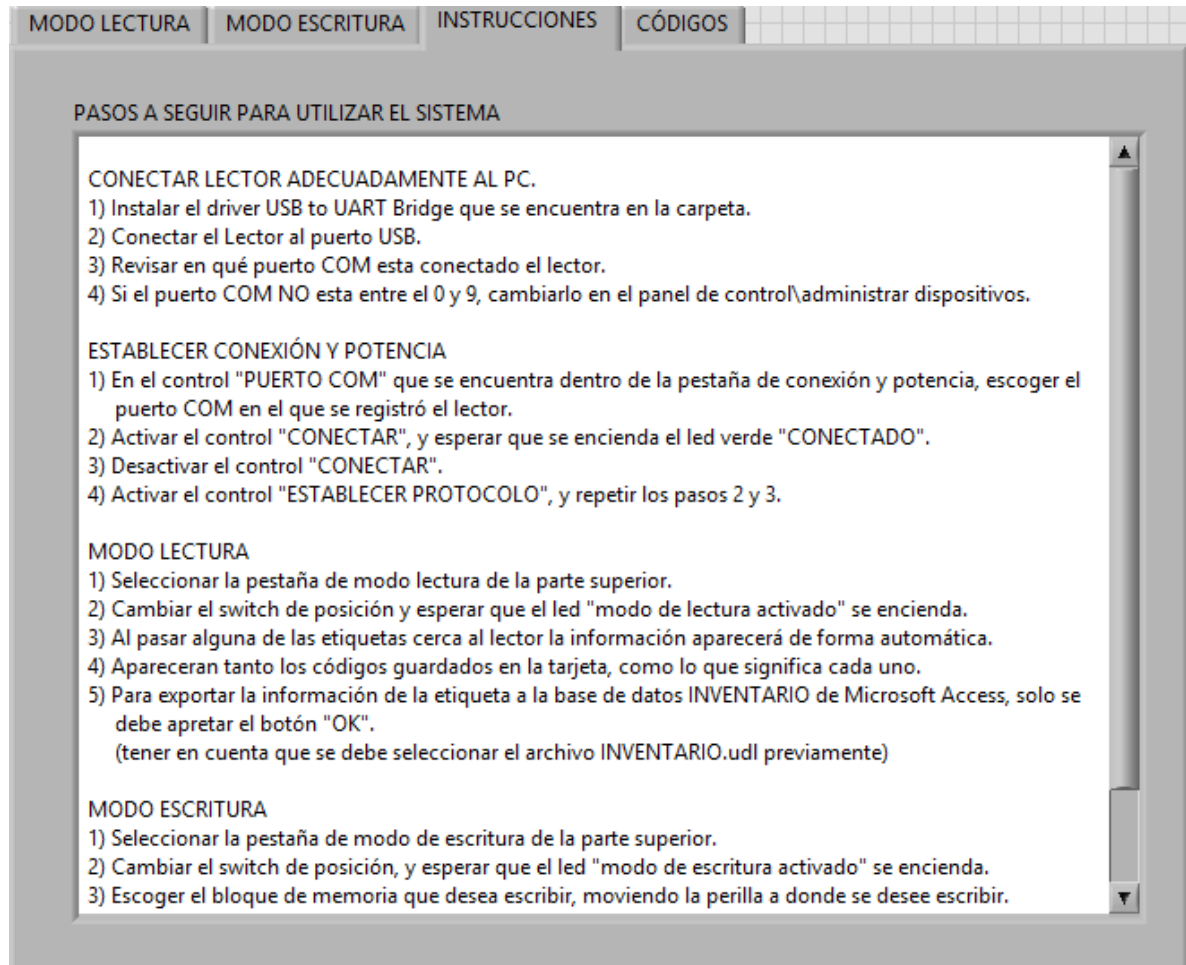 MODO LECTURA
MODO ESCRITURA
INSTRUCCIONES
CÓDIGOS
PASOS A SEGUIR PARA UTILIZAR EL SISTEMA
CONECTAR LECTOR ADECUADAMENTE AL PC.
1) Instalar el driver USB to UART Bridge que se encuentra en la carpeta.
2) Conectar el Lector al puerto USB.
3) Revisar en qué puerto COM esta conectado el lector.
4) Si el puerto COM NO esta entre el 0 y 9, cambiarlo en el panel de control\administrar dispositivos.
ESTABLECER CONEXIÓN Y POTENCIA
1) En el control "PUERTO COM" que se encuentra dentro de la pestaña de conexión y potencia, escoger el
puerto COM en el que se registró el lector.
2) Activar el control "CONECTAR", y esperar que se encienda el led verde "CONECTADO".
3) Desactivar el control "CONECTAR".
4) Activar el control "ESTABLECER PROTOCOLO", y repetir los pasos 2 y 3.
MODO LECTURA
1) Seleccionar la pestaña de modo lectura de la parte superior.
2) Cambiar el switch de posición y esperar que el led "modo de lectura activado" se encienda.
3) Al pasar alguna de las etiquetas cerca al lector la información aparecerá de forma automática.
4) Apareceran tanto los códigos guardados en la tarjeta, como lo que significa cada uno.
5) Para exportar la información de la etiqueta a la base de datos INVENTARIO de Microsoft Access, solo se
debe apretar el botón "OK".
(tener en cuenta que se debe seleccionar el archivo INVENTARIO.udl previamente)
MODO ESCRITURA
1) Seleccionar la pestaña de modo de escritura de la parte superior.
2) Cambiar el switch de posición, y esperar que el led "modo de escritura activado" se encienda.
3) Escoger el bloque de memoria que desea escribir, moviendo la perilla a donde se desee escribir.